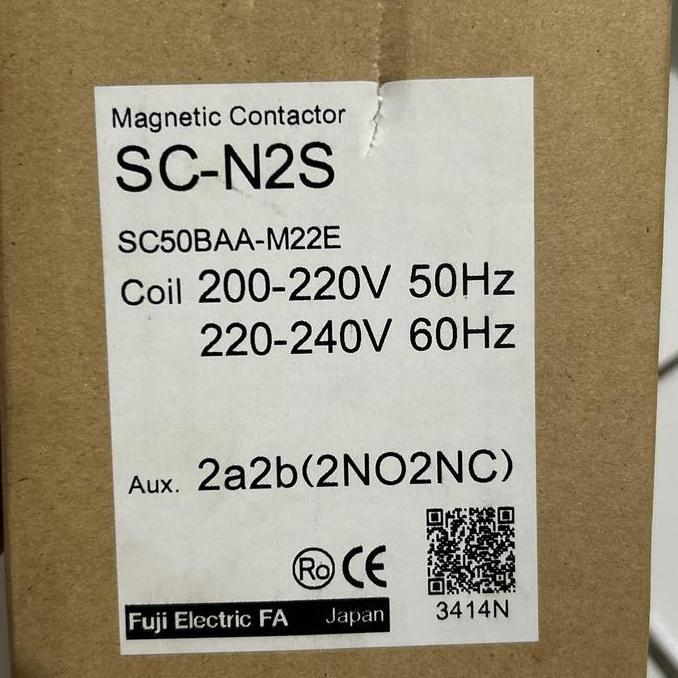 Magnetic Contactor
SC-N2S
SC50BAA-M22E
Coil 200-220V 50Hz
220-240V 60Hz
Aux. 2a2b(2NO2NC)
Ro CE
Fuji Electric FA Japan
3414N